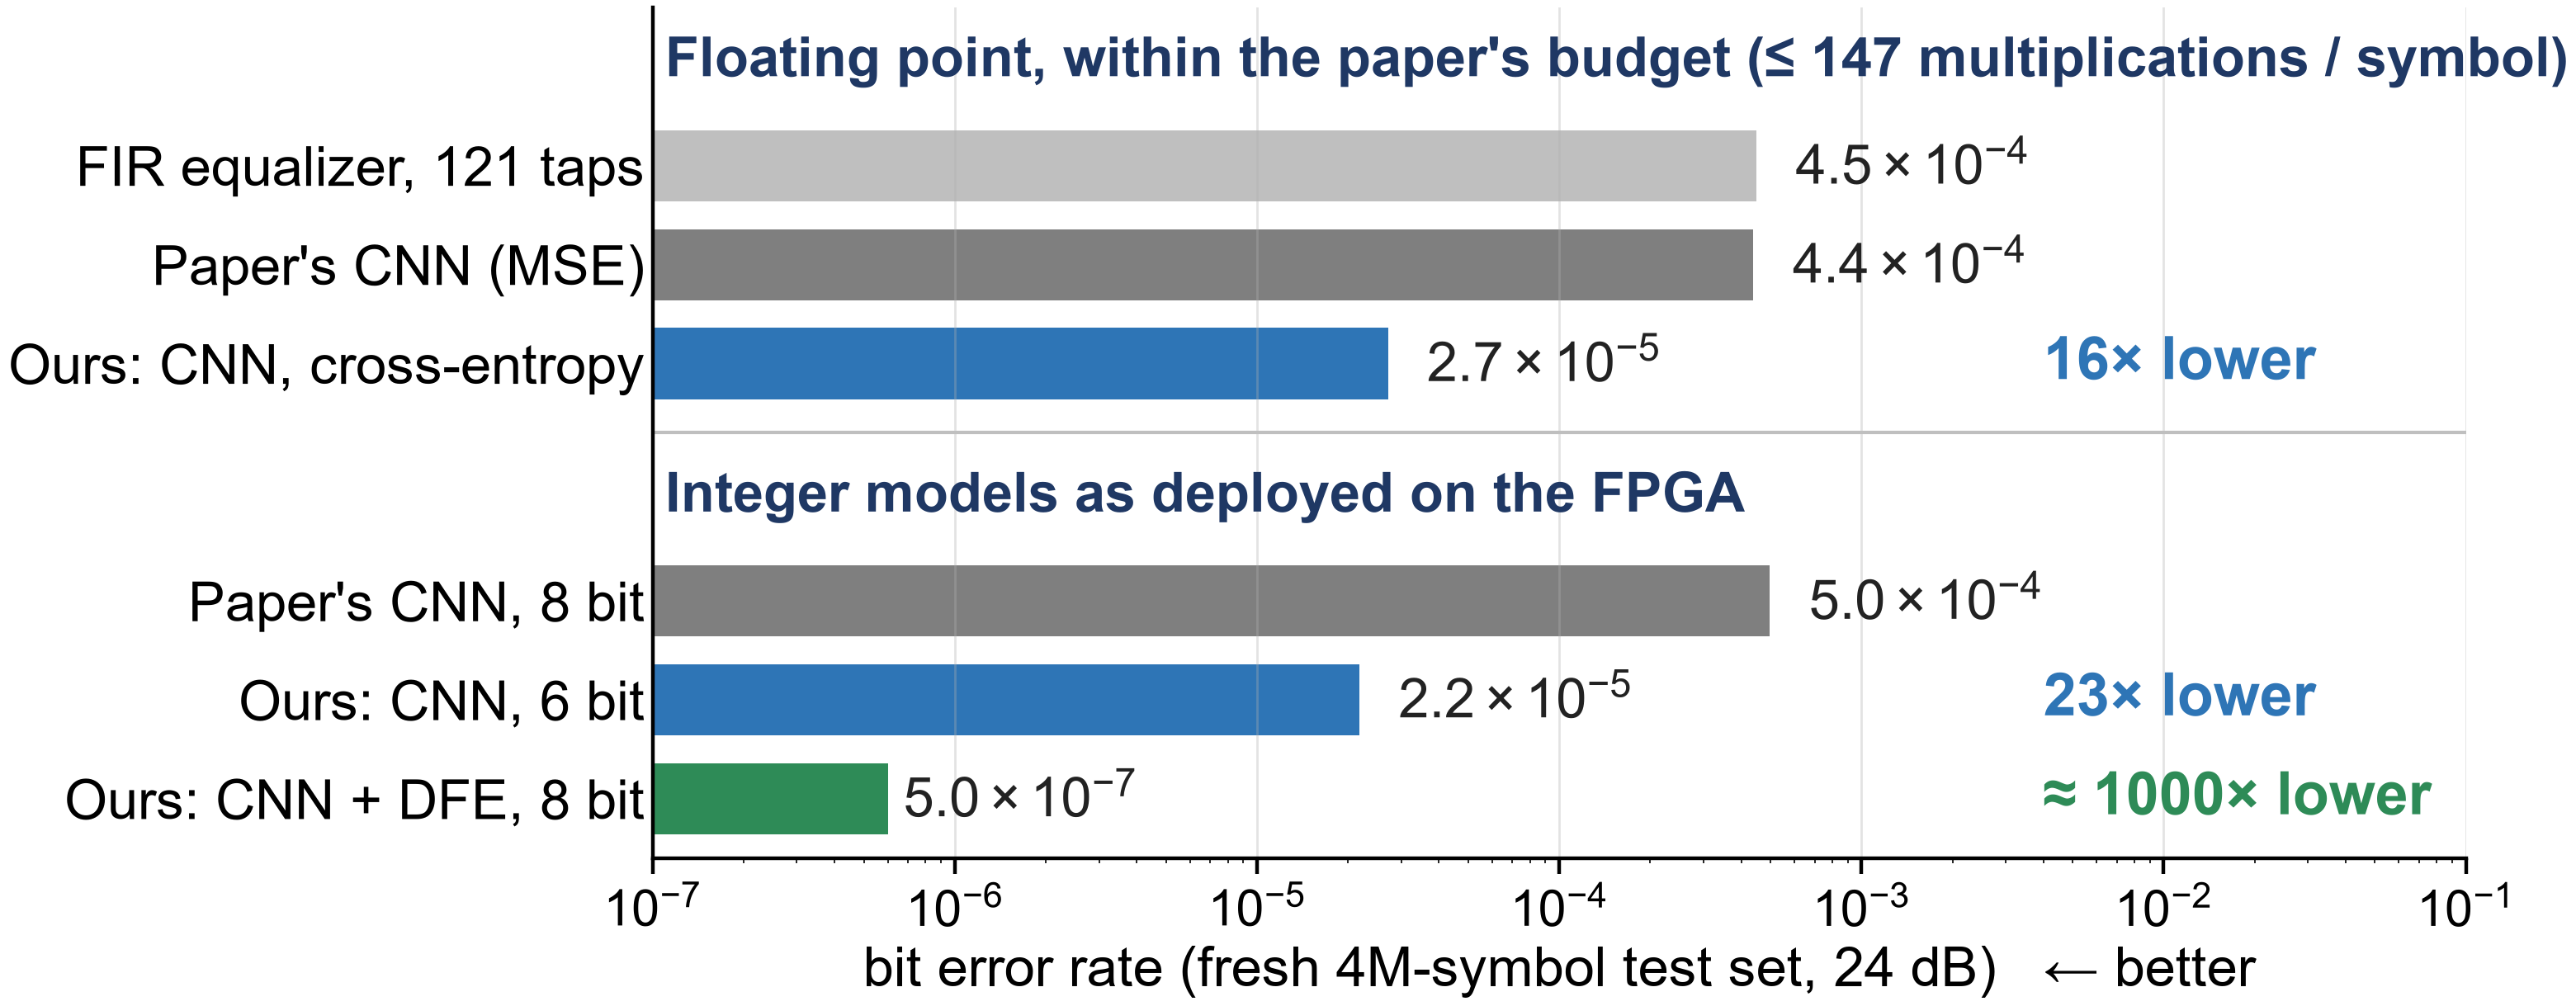 Floating point, within the paper's budget (≤ 147 multiplications / symbol)
FIR equalizer, 121 taps 4.5 × 10⁻⁴
Paper's CNN (MSE) 4.4 × 10⁻⁴
Ours: CNN, cross-entropy 2.7 × 10⁻⁵ 16× lower
Integer models as deployed on the FPGA
Paper's CNN, 8 bit 5.0 × 10⁻⁴
Ours: CNN, 6 bit 2.2 × 10⁻⁵ 23× lower
Ours: CNN + DFE, 8 bit 5.0 × 10⁻⁷ ≈ 1000× lower
10⁻⁷ 10⁻⁶ 10⁻⁵ 10⁻⁴ 10⁻³ 10⁻² 10⁻¹
bit error rate (fresh 4M-symbol test set, 24 dB) ← better